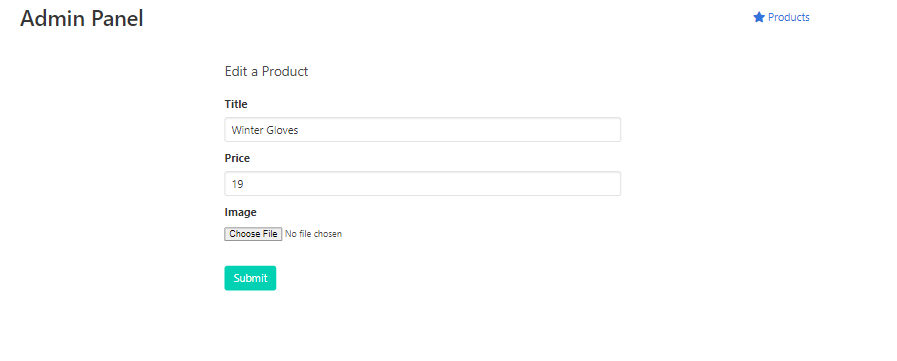 Admin Panel
Products
Edit a Product
Title
Winter Gloves
Price
19
Image
Choose File No file chosen
Submit